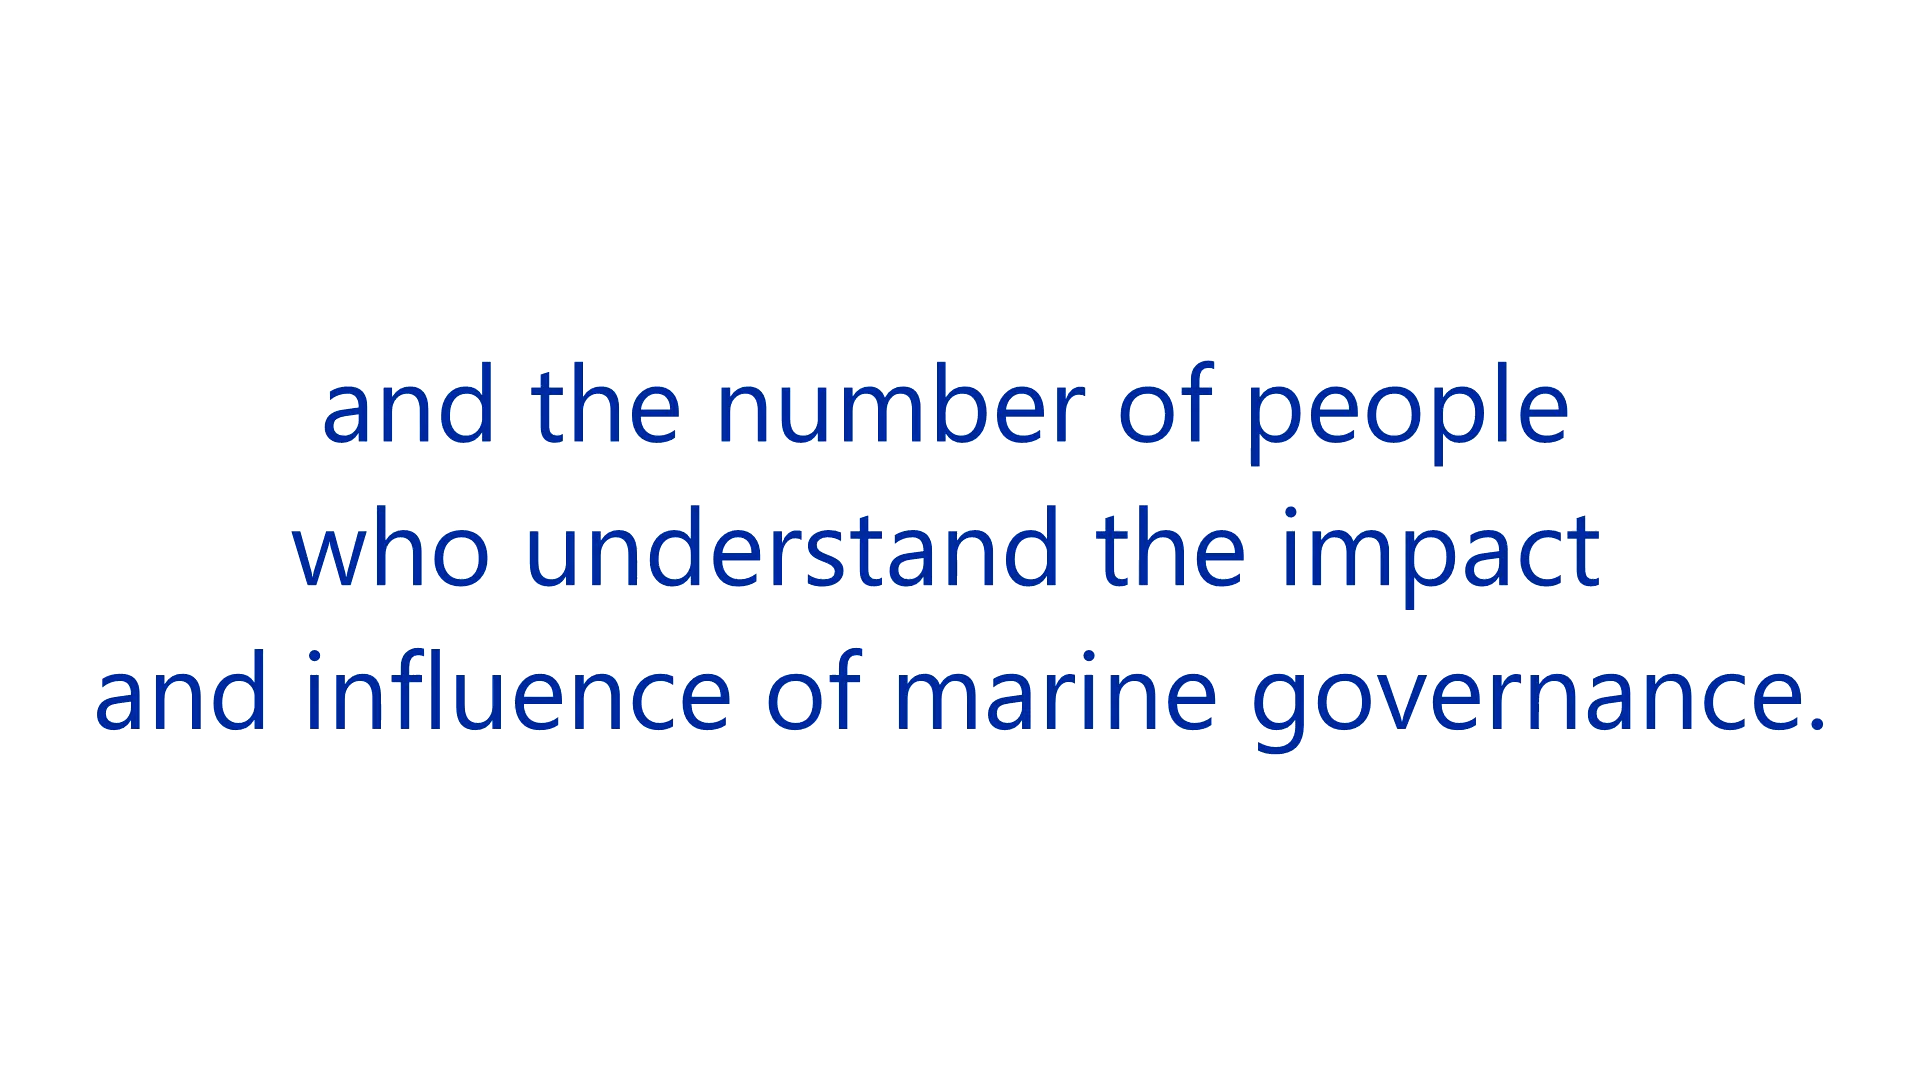 and the number of people
who understand the impact
and influence of marine governance.